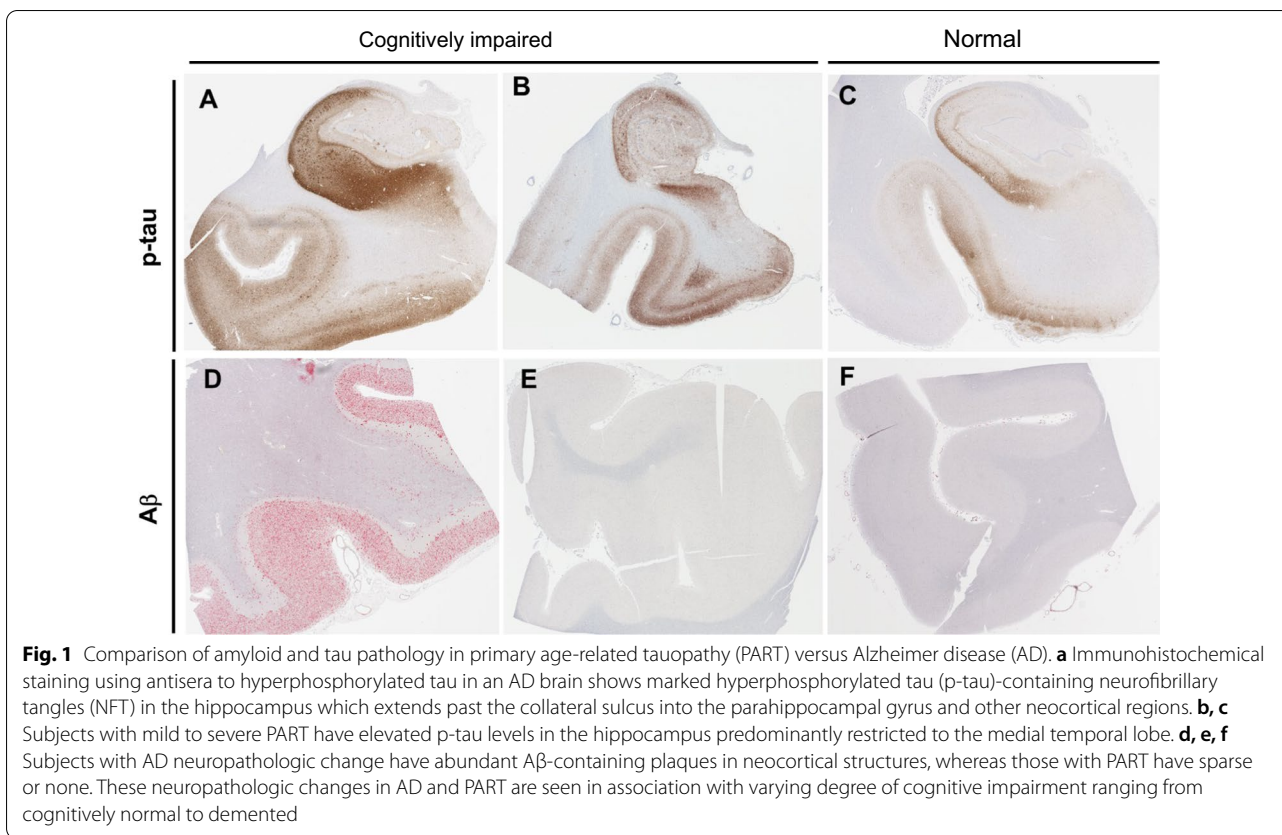 Cognitively impaired
Normal
p-tau
A
B
C
Aβ
D
E
F
Fig. 1 Comparison of amyloid and tau pathology in primary age-related tauopathy (PART) versus Alzheimer disease (AD). a Immunohistochemical
staining using antisera to hyperphosphorylated tau in an AD brain shows marked hyperphosphorylated tau (p-tau)-containing neurofibrillary
tangles (NFT) in the hippocampus which extends past the collateral sulcus into the parahippocampal gyrus and other neocortical regions. b, c
Subjects with mild to severe PART have elevated p-tau levels in the hippocampus predominantly restricted to the medial temporal lobe. d, e, f
Subjects with AD neuropathologic change have abundant Aβ-containing plaques in neocortical structures, whereas those with PART have sparse
or none. These neuropathologic changes in AD and PART are seen in association with varying degree of cognitive impairment ranging from
cognitively normal to demented